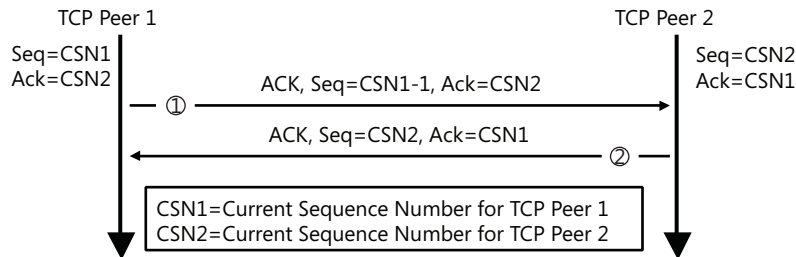 TCP Peer 1
TCP Peer 2
Seq=CSN1
Ack=CSN2
Seq=CSN2
Ack=CSN1
ACK, Seq=CSN1-1, Ack=CSN2
①
ACK, Seq=CSN2, Ack=CSN1
②
CSN1=Current Sequence Number for TCP Peer 1
CSN2=Current Sequence Number for TCP Peer 2